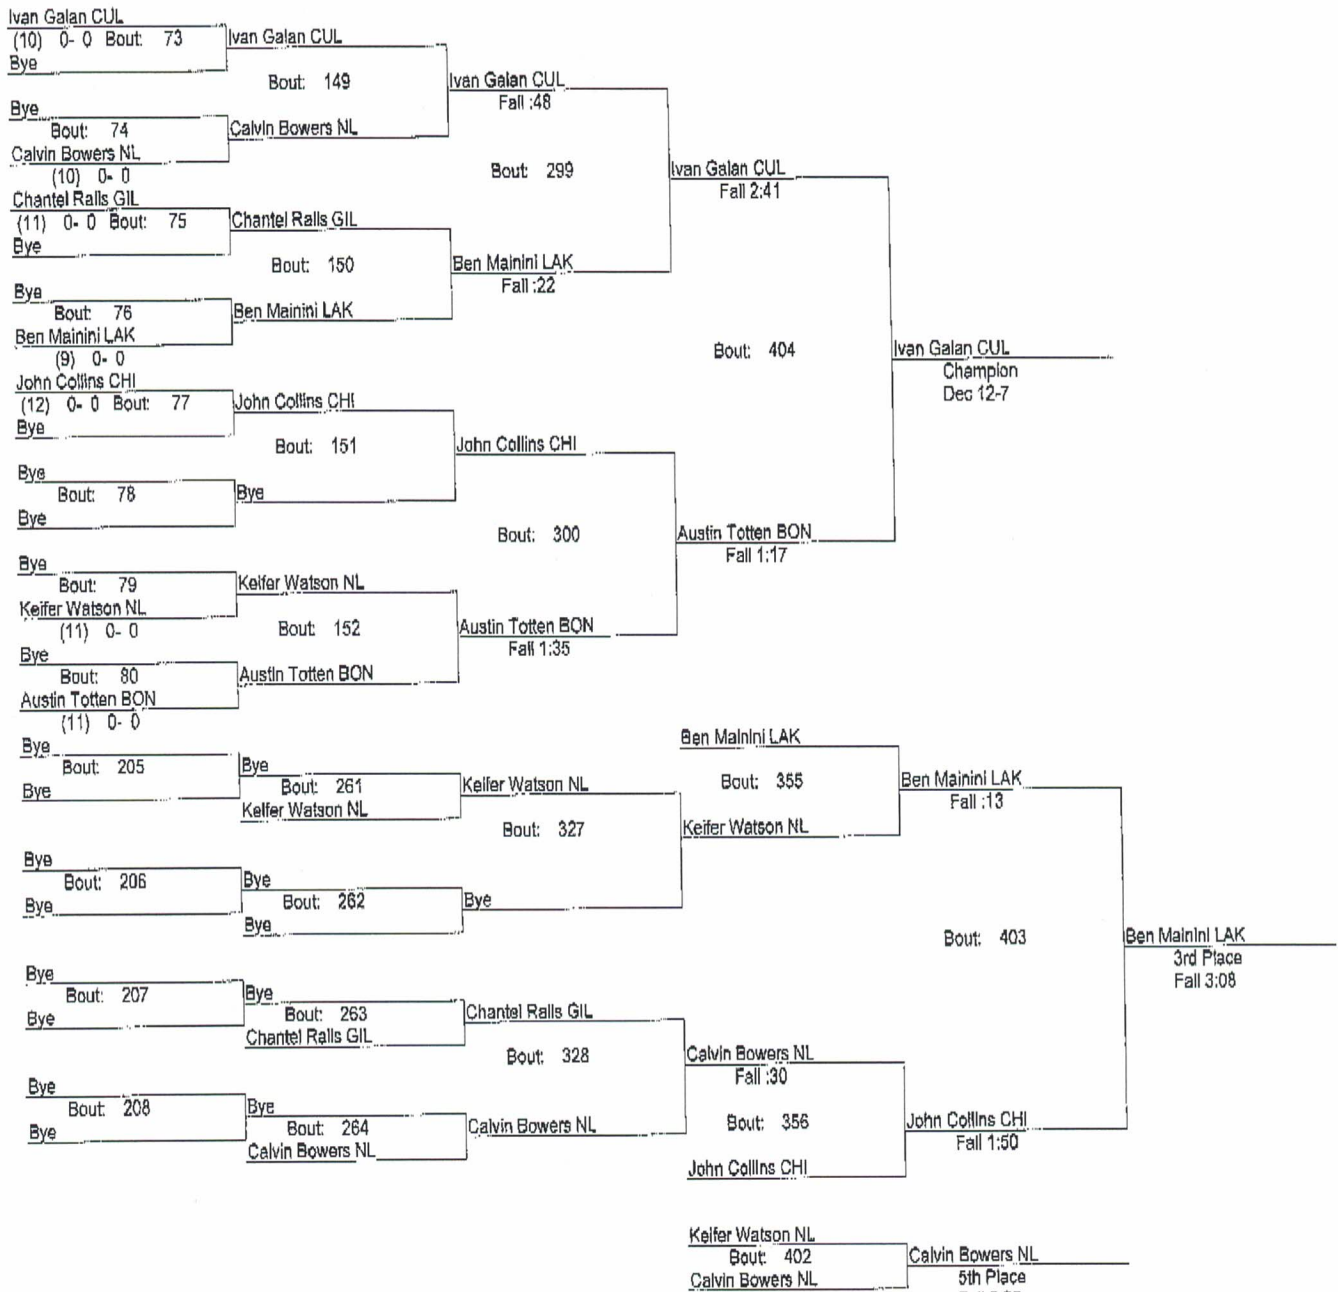 Ivan Galan CUL
(10) 0- 0 Bout: 73
Bye
Ivan Galan CUL
Bout: 149
Bye
Bout: 74
Calvin Bowers NL
(10) 0- 0
Calvin Bowers NL
Ivan Galan CUL
Fall :48
Bout: 299
Chantel Ralls GIL
(11) 0- 0 Bout: 75
Bye
Chantel Ralls GIL
Bout: 150
Bye
Bout: 76
Ben Mainini LAK
(9) 0- 0
Ben Mainini LAK
Ben Mainini LAK
Fall :22
Ivan Galan CUL
Fall 2:41
Bout: 404
John Collins CHI
(12) 0- 0 Bout: 77
Bye
John Collins CHI
Bout: 151
Bye
Bout: 78
Bye
Bye
John Collins CHI
Bout: 300
Bye
Bout: 79
Keifer Watson NL
(11) 0- 0
Keifer Watson NL
Bout: 152
Bye
Bout: 80
Austin Totten BON
(11) 0- 0
Austin Totten BON
Austin Totten BON
Fall 1:35
Austin Totten BON
Fall 1:17
Ivan Galan CUL
Champion
Dec 12-7
Bye
Bout: 205
Bye
Bye
Bout: 261
Keifer Watson NL
Keifer Watson NL
Bout: 327
Bye
Bout: 206
Bye
Bye
Bout: 262
Bye
Bye
Ben Mainini LAK
Bout: 355
Keifer Watson NL
Ben Mainini LAK
Fall :13
Bout: 403
Bye
Bout: 207
Bye
Bye
Bout: 263
Chantel Ralls GIL
Chantel Ralls GIL
Bout: 328
Bye
Bout: 208
Bye
Bye
Bout: 264
Calvin Bowers NL
Calvin Bowers NL
Calvin Bowers NL
Fall :30
Bout: 356
John Collins CHI
John Collins CHI
Fall 1:50
Ben Mainini LAK
3rd Place
Fall 3:08
Keifer Watson NL
Bout: 402
Calvin Bowers NL
Calvin Bowers NL
5th Place